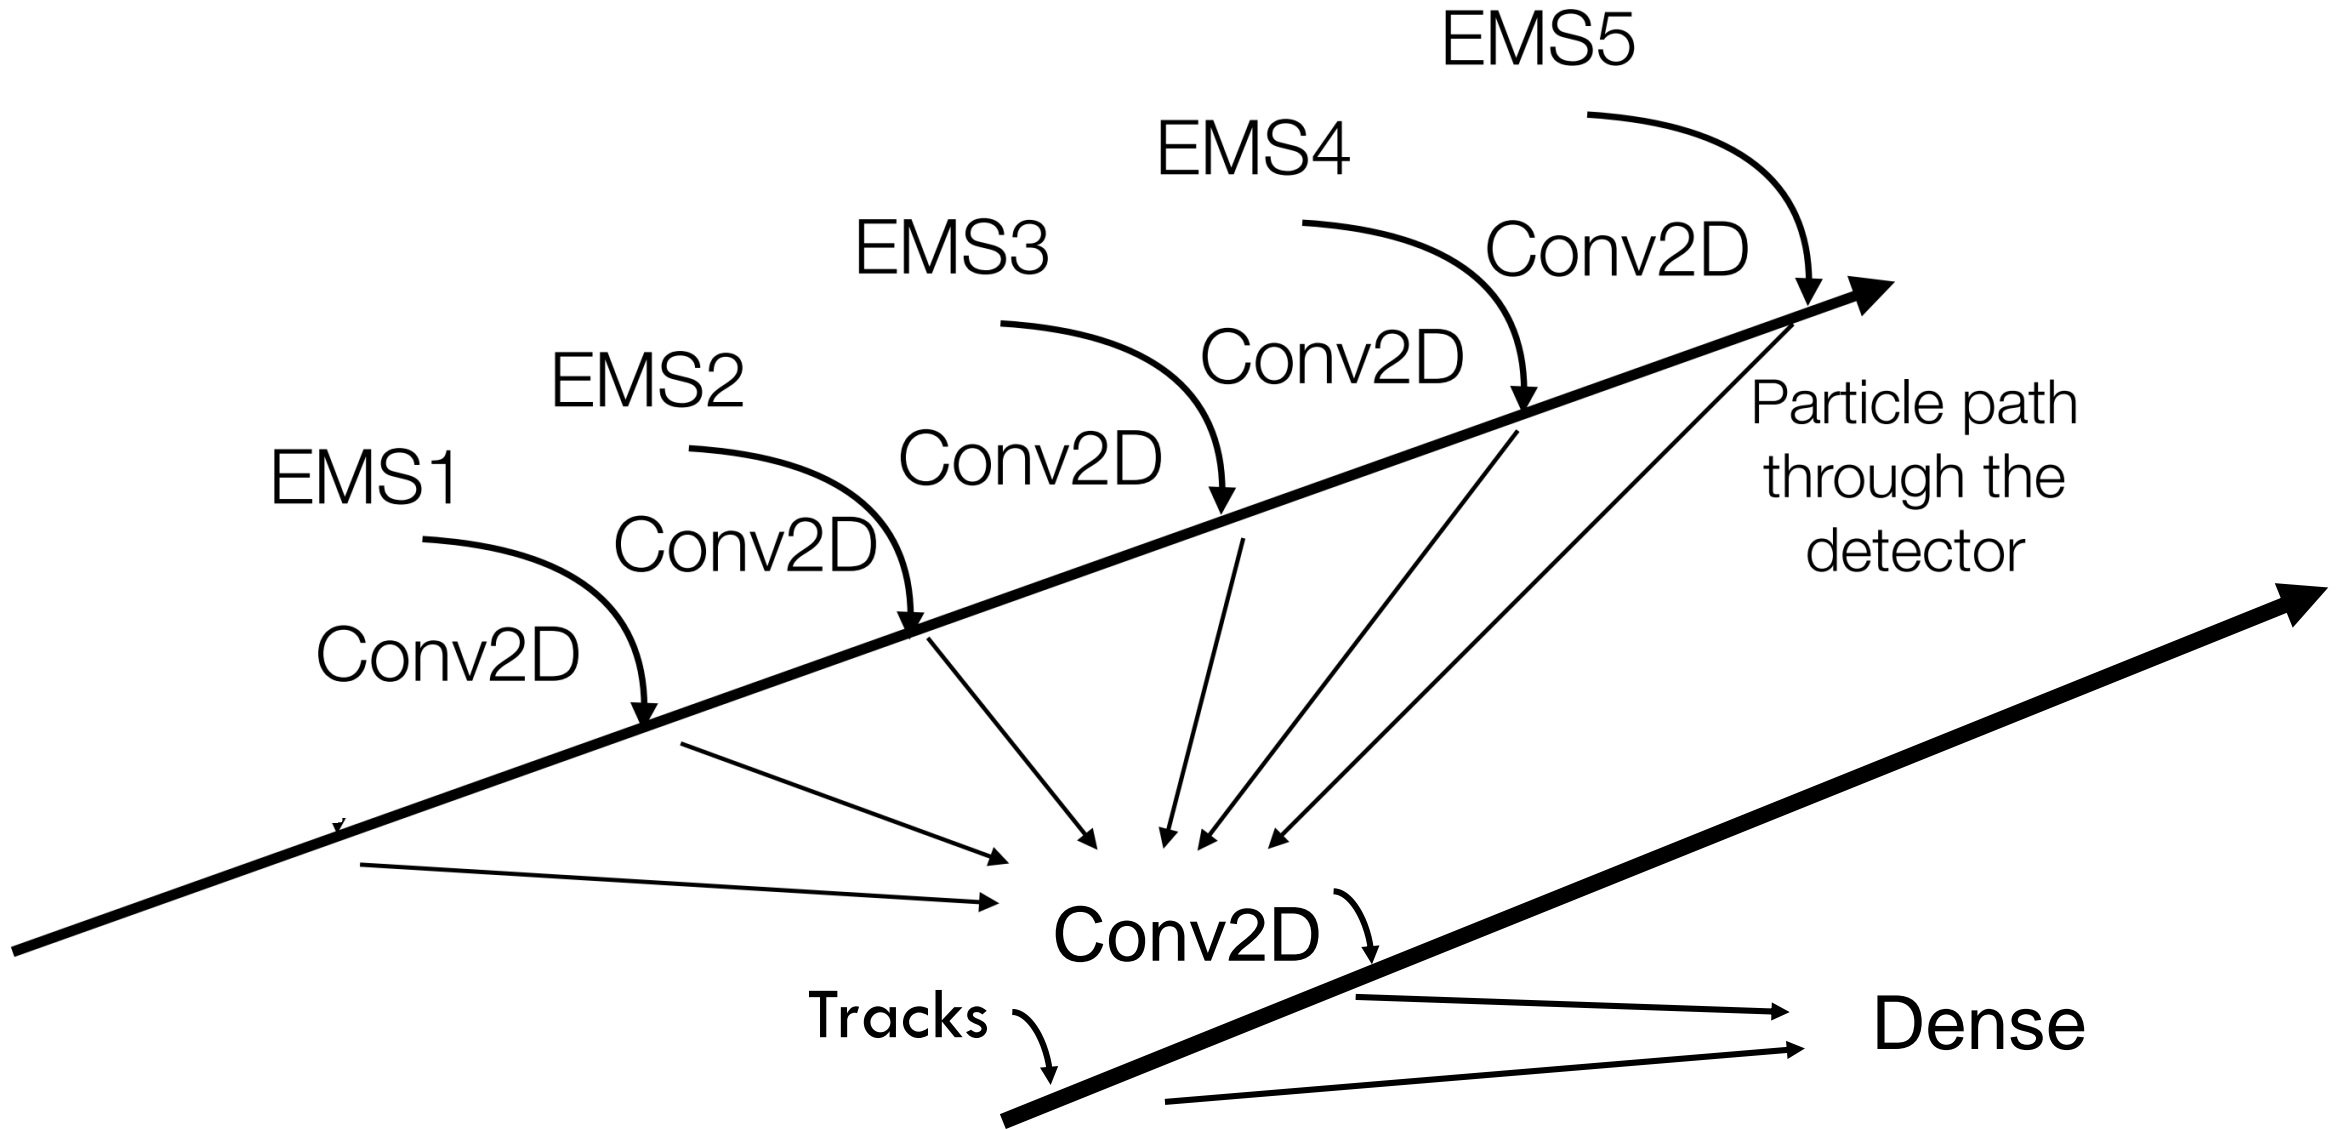 EMS5
EMS4
EMS3
Conv2D
EMS2
Conv2D
Particle path
through the
detector
EMS1
Conv2D
Conv2D
Conv2D
Conv2D
Tracks
Dense